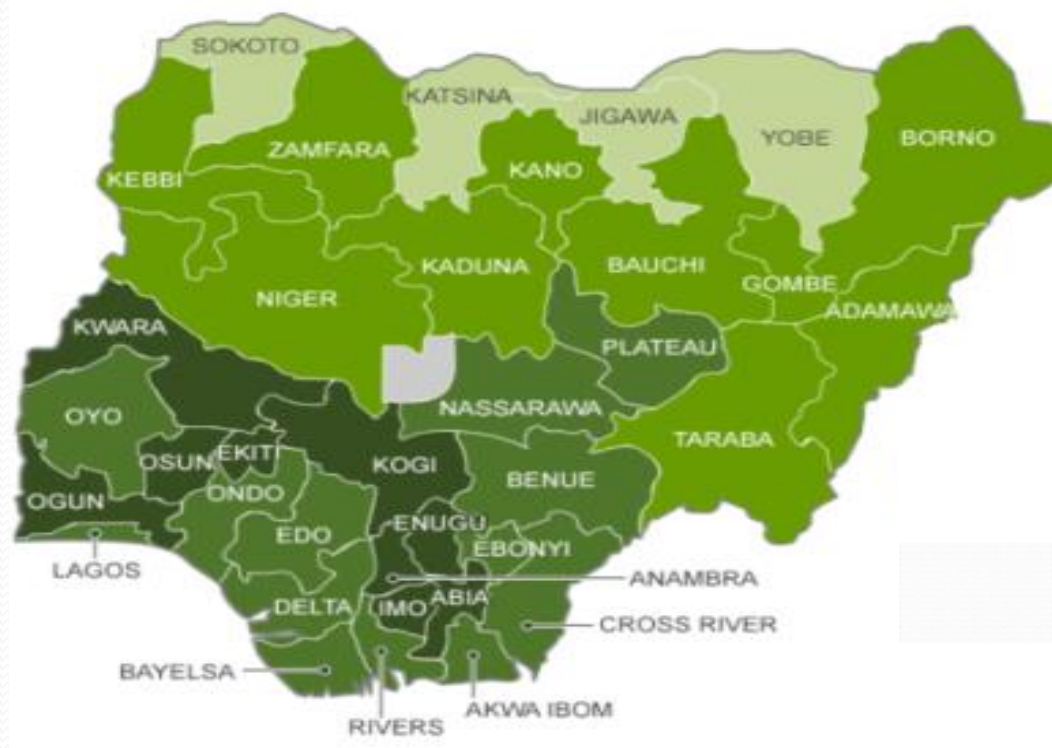 SOKOTO
KATSINA
JIGAWA
YOBE
BORNO
ZAMFARA
KANO
KEBBI
KADUNA
BAUCHI
GOMBE
NIGER
ADAMAWA
KWARA
PLATEAU
OYO
NASSARAWA
TARABA
OSUN
EKITI
KOGI
BENUE
OGUN
ONDO
ENUGU
EDO
EBONYI
LAGOS
ANAMBRA
DELTA
IMO
ABIA
CROSS RIVER
BAYELSA
AKWA IBOM
RIVERS